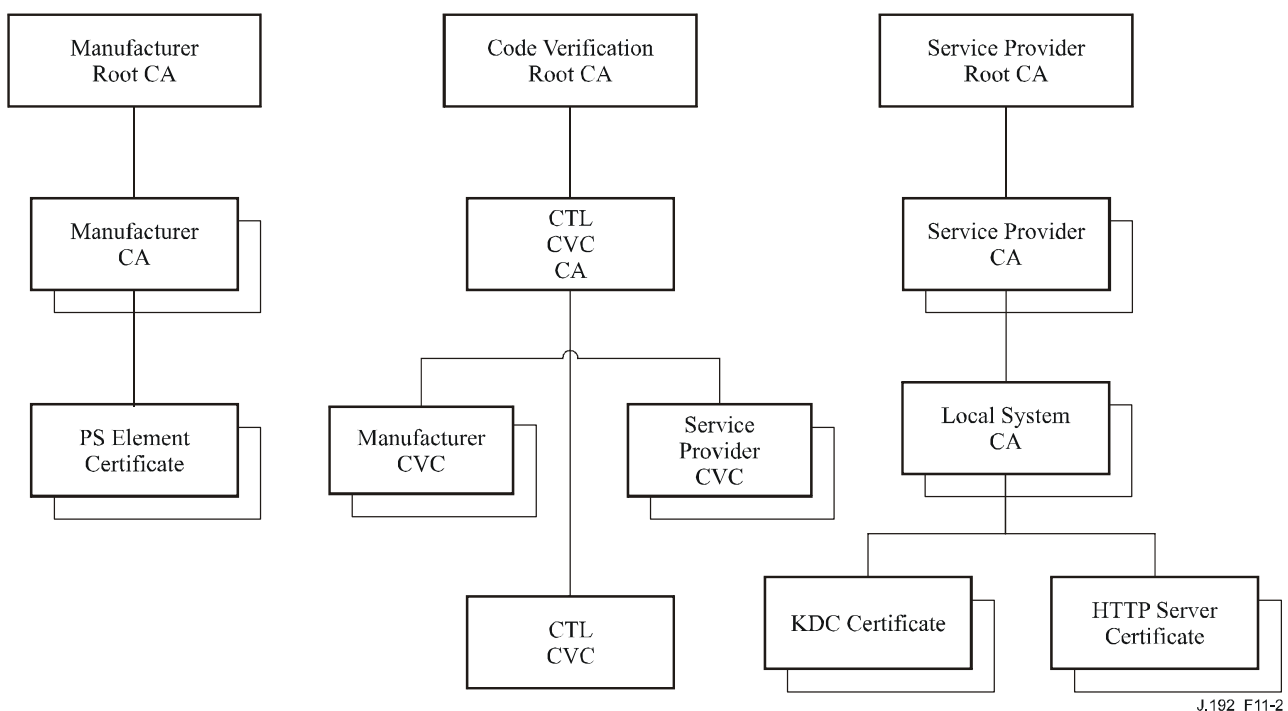 Manufacturer
Root CA
Code Verification
Root CA
Service Provider
Root CA
Manufacturer
CA
CTL
CVC
CA
Service Provider
CA
PS Element
Certificate
Manufacturer
CVC
Service
Provider
CVC
Local System
CA
CTL
CVC
KDC Certificate
HTTP Server
Certificate
J.192_F11-2